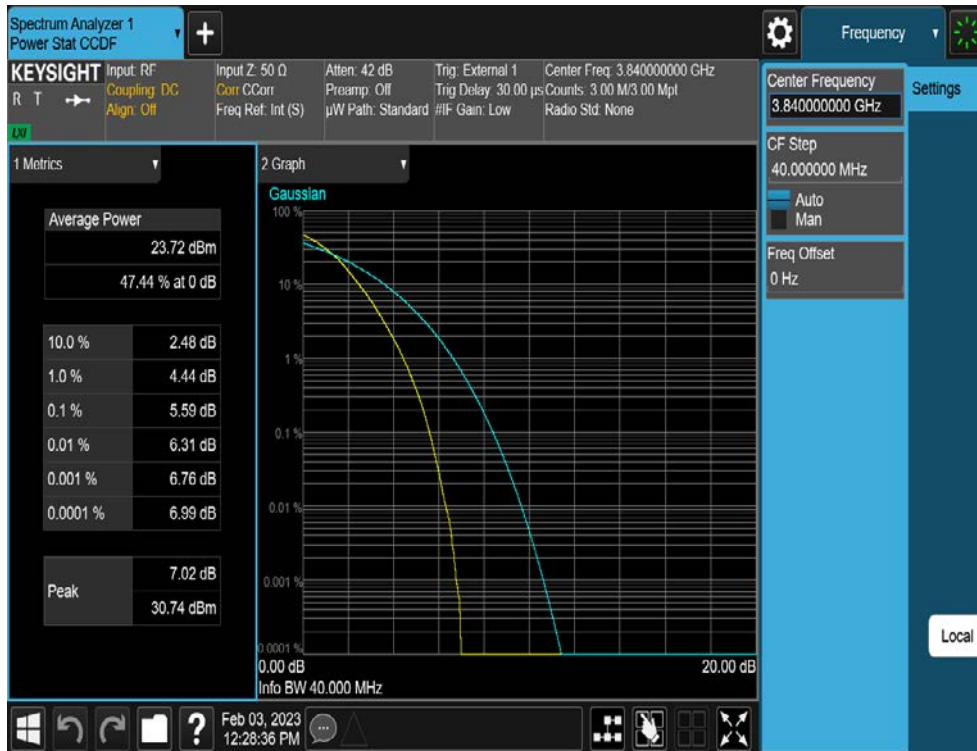 Spectrum Analyzer 1
Power Stat CCDF
+
Frequency
KEYSIGHT
R T
LXI
Input: RF
Coupling: DC
Align: Off
Input Z: 50 Ω
Corr CCorr
Freq Ref: Int (S)
Atten: 42 dB
Preamp: Off
µW Path: Standard
Trig: External 1
Trig Delay: 30.00 µs
#IF Gain: Low
Center Freq: 3.840000000 GHz
Counts: 3.00 M/3.00 Mpt
Radio Std: None
1 Metrics
Average Power
23.72 dBm
47.44 % at 0 dB
10.0 % 2.48 dB
1.0 % 4.44 dB
0.1 % 5.59 dB
0.01 % 6.31 dB
0.001 % 6.76 dB
0.0001 % 6.99 dB
Peak
7.02 dB
30.74 dBm
2 Graph
Gaussian
100 %
10 %
1 %
0.1 %
0.01 %
0.001 %
0.0001 %
0.00 dB 20.00 dB
Info BW 40.000 MHz
Center Frequency
3.840000000 GHz
CF Step
40.000000 MHz
Auto
Man
Freq Offset
0 Hz
Settings
Local
?
Feb 03, 2023
12:28:36 PM